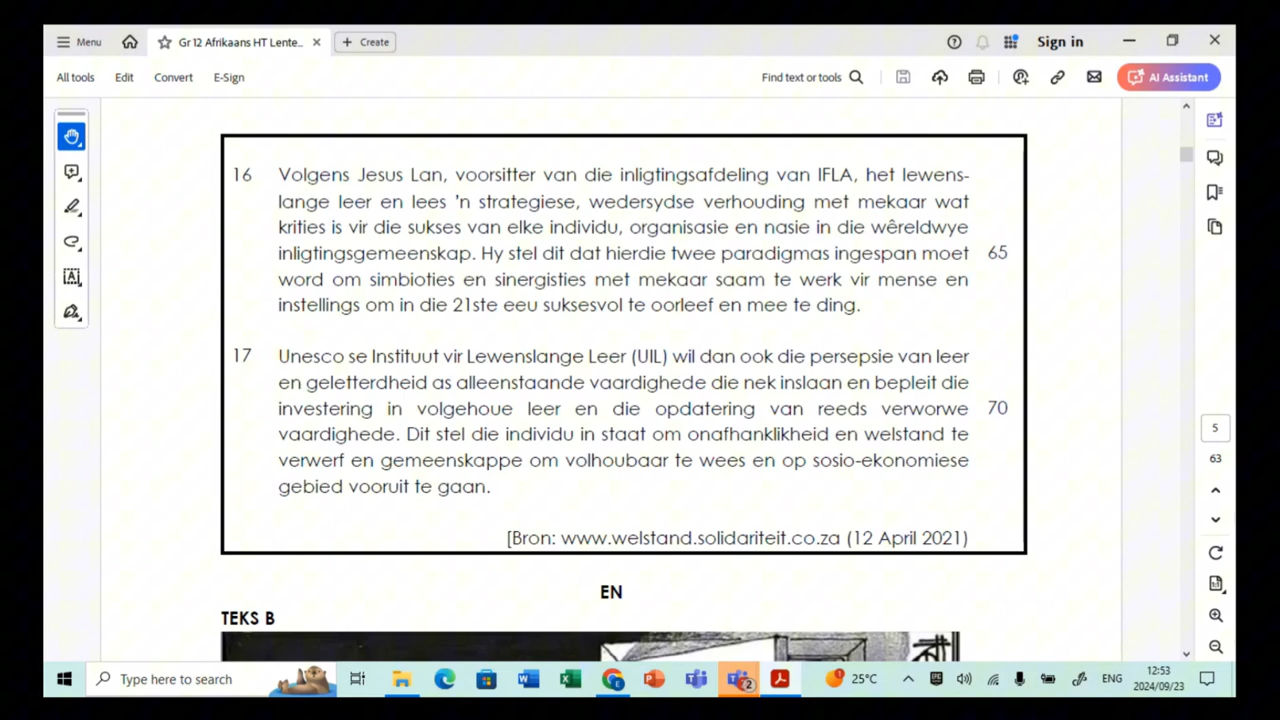 Menu
Gr 12 Afrikaans HT Lente...
Create
Sign in
All tools
Edit
Convert
E-Sign
Find text or tools
AI Assistant
16 Volgens Jesus Lan, voorsitter van die inligtingsafdeling van IFLA, het lewens-
lange leer en lees 'n strategiese, wedersydse verhouding met mekaar wat
krities is vir die sukses van elke individu, organisasie en nasie in die wêreldwye
inligtingsgemeenskap. Hy stel dit dat hierdie twee paradigmas ingespan moet 65
word om simbioties en sinergisties met mekaar saam te werk vir mense en
instellings om in die 21ste eeu suksesvol te oorleef en mee te ding.
17 Unesco se Instituut vir Lewenslange Leer (UIL) wil dan ook die persepsie van leer
en geletterdheid as alleenstaande vaardighede die nek inslaan en bepleit die
investering in volgehoue leer en die opdatering van reeds verworwe 70
vaardighede. Dit stel die individu in staat om onafhanklikheid en welstand te
verwerf en gemeenskappe om volhoubaar te wees en op sosio-ekonomiese
gebied vooruit te gaan.
[Bron: www.welstand.solidariteit.co.za (12 April 2021)
EN
TEKS B
5
63
Type here to search
2
25°C
ENG
12:53
2024/09/23